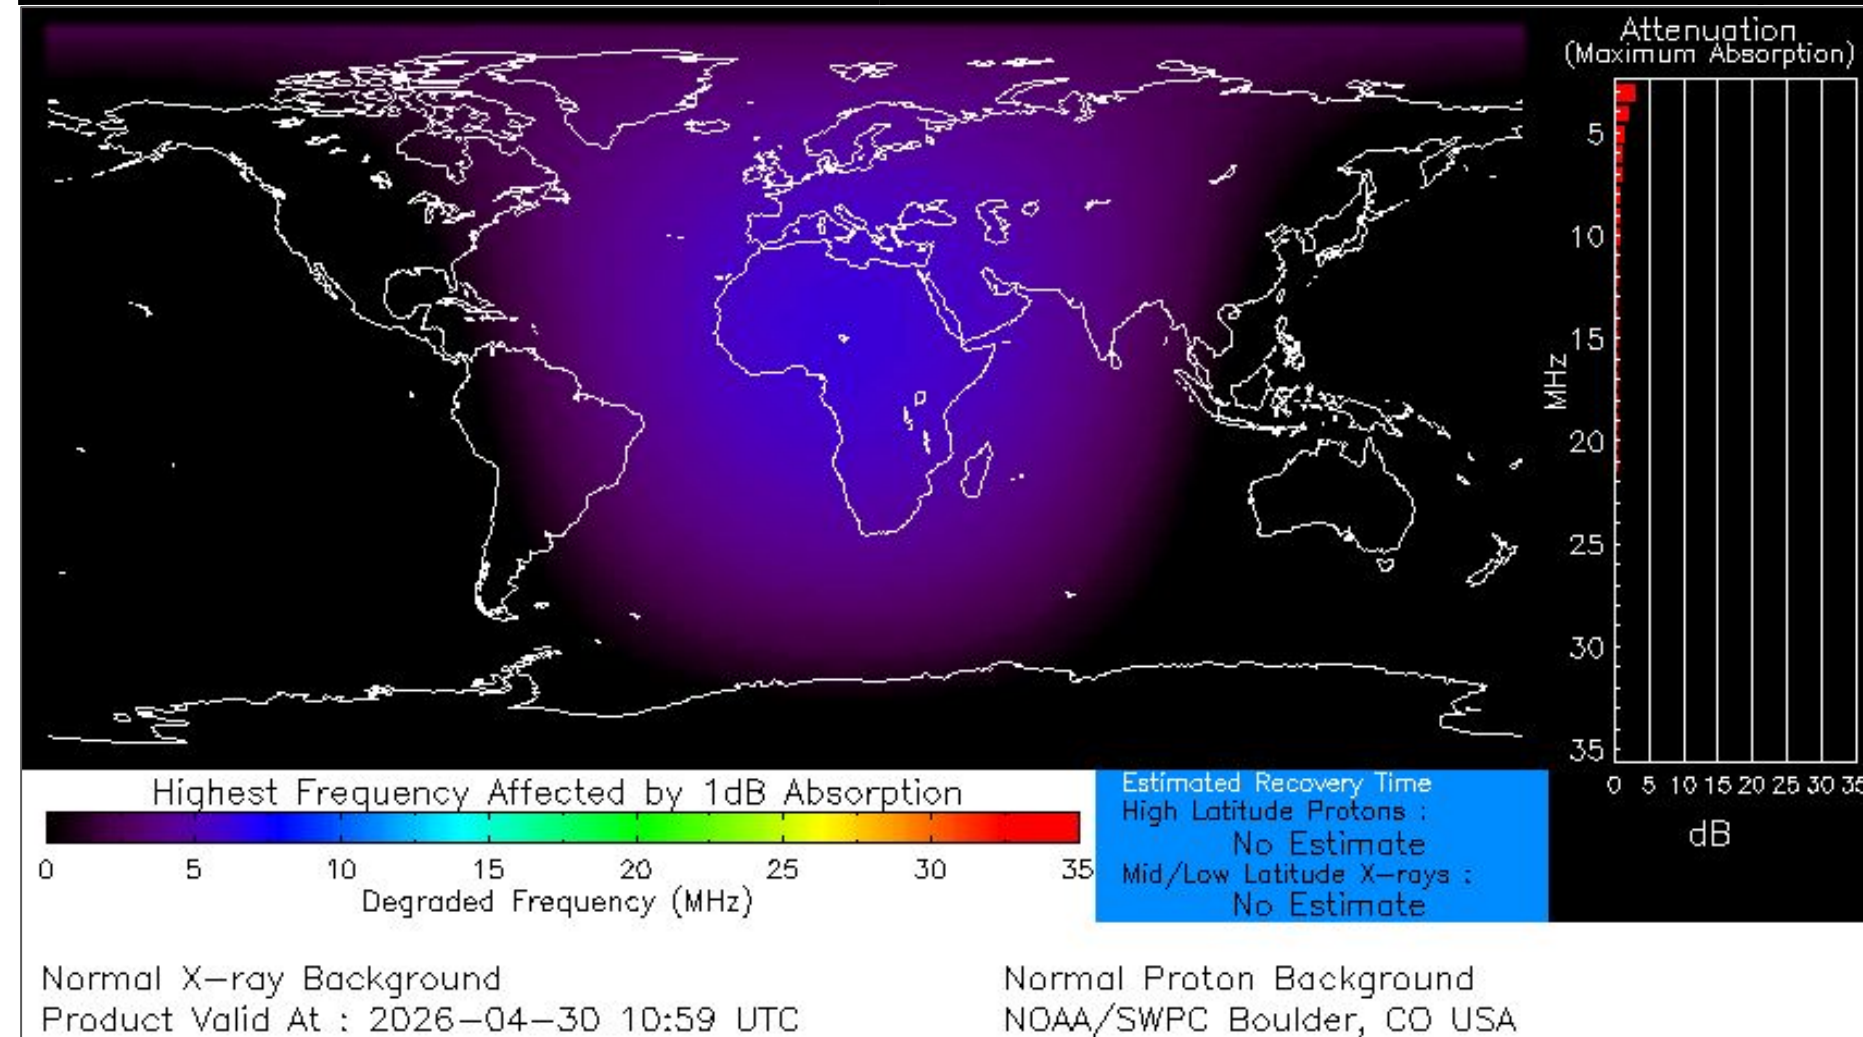 Attenuation
(Maximum Absorption)
5
10
15
20
25
30
35
MHz
0 5 10 15 20 25 30 35
dB
Highest Frequency Affected by 1dB Absorption
0 5 10 15 20 25 30 35
Degraded Frequency (MHz)
Estimated Recovery Time
High Latitude Protons :
No Estimate
Mid/Low Latitude X-rays :
No Estimate
Normal X-ray Background
Normal Proton Background
Product Valid At : 2026-04-30 10:59 UTC
NOAA/SWPC Boulder, CO USA